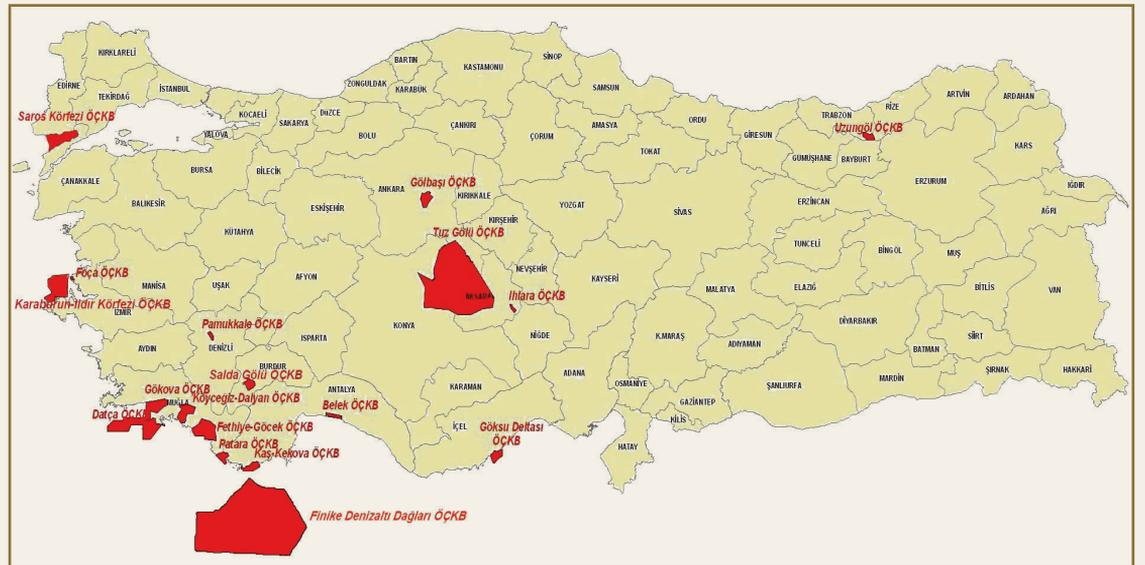 KIRKLARELİ
EDİRNE
TEKİRDAĞ
İSTANBUL
Saros Körfezi ÖÇKB
KOCAELİ
YALOVA
SAKARYA
DÜZCE
ZONGULDAK
BARTIN
KARABÜK
KASTAMONU
SİNOP
SAMSUN
BOLU
ÇANKIRI
ÇORUM
AMASYA
ORDU
TOKAT
GİRESUN
TRABZON
RİZE
ARTVİN
ARDAHAN
Uzungöl ÖÇKB
GÜMÜŞHANE
BAYBURT
ERZURUM
KARS
IĞDIR
AĞRI
ÇANAKKALE
BALIKESİR
BURSA
BİLECİK
ESKİŞEHİR
KÜTAHYA
ANKARA
Gölbaşı ÖÇKB
KIRIKKALE
KIRŞEHİR
YOZGAT
SİVAS
ERZİNCAN
TUNCELİ
BİNGÖL
MUŞ
BİTLİS
VAN
Tuz Gölü ÖÇKB
AKSARAY
NEVŞEHİR
KAYSERİ
MALATYA
ELAZIĞ
Foça ÖÇKB
Karaburun-Ildır Körfezi ÖÇKB
İZMİR
MANİSA
UŞAK
AFYON
Ihlara ÖÇKB
KONYA
NİĞDE
Pamukkale ÖÇKB
DENİZLİ
ISPARTA
AYDIN
BURDUR
Salda Gölü ÖÇKB
K.MARAŞ
ADIYAMAN
DİYARBAKIR
BATMAN
SİİRT
ŞIRNAK
HAKKARİ
MARDİN
ŞANLIURFA
ADANA
OSMANİYE
GAZİANTEP
KİLİS
HATAY
KARAMAN
İÇEL
Göksu Deltası
ÖÇKB
ANTALYA
Belek ÖÇKB
Gökova ÖÇKB
MUĞLA
Köyceğiz-Dalyan ÖÇKB
Datça ÖÇKB
Fethiye-Göcek ÖÇKB
Patara ÖÇKB
Kaş-Kekova ÖÇKB
Finike Denizaltı Dağları ÖÇKB